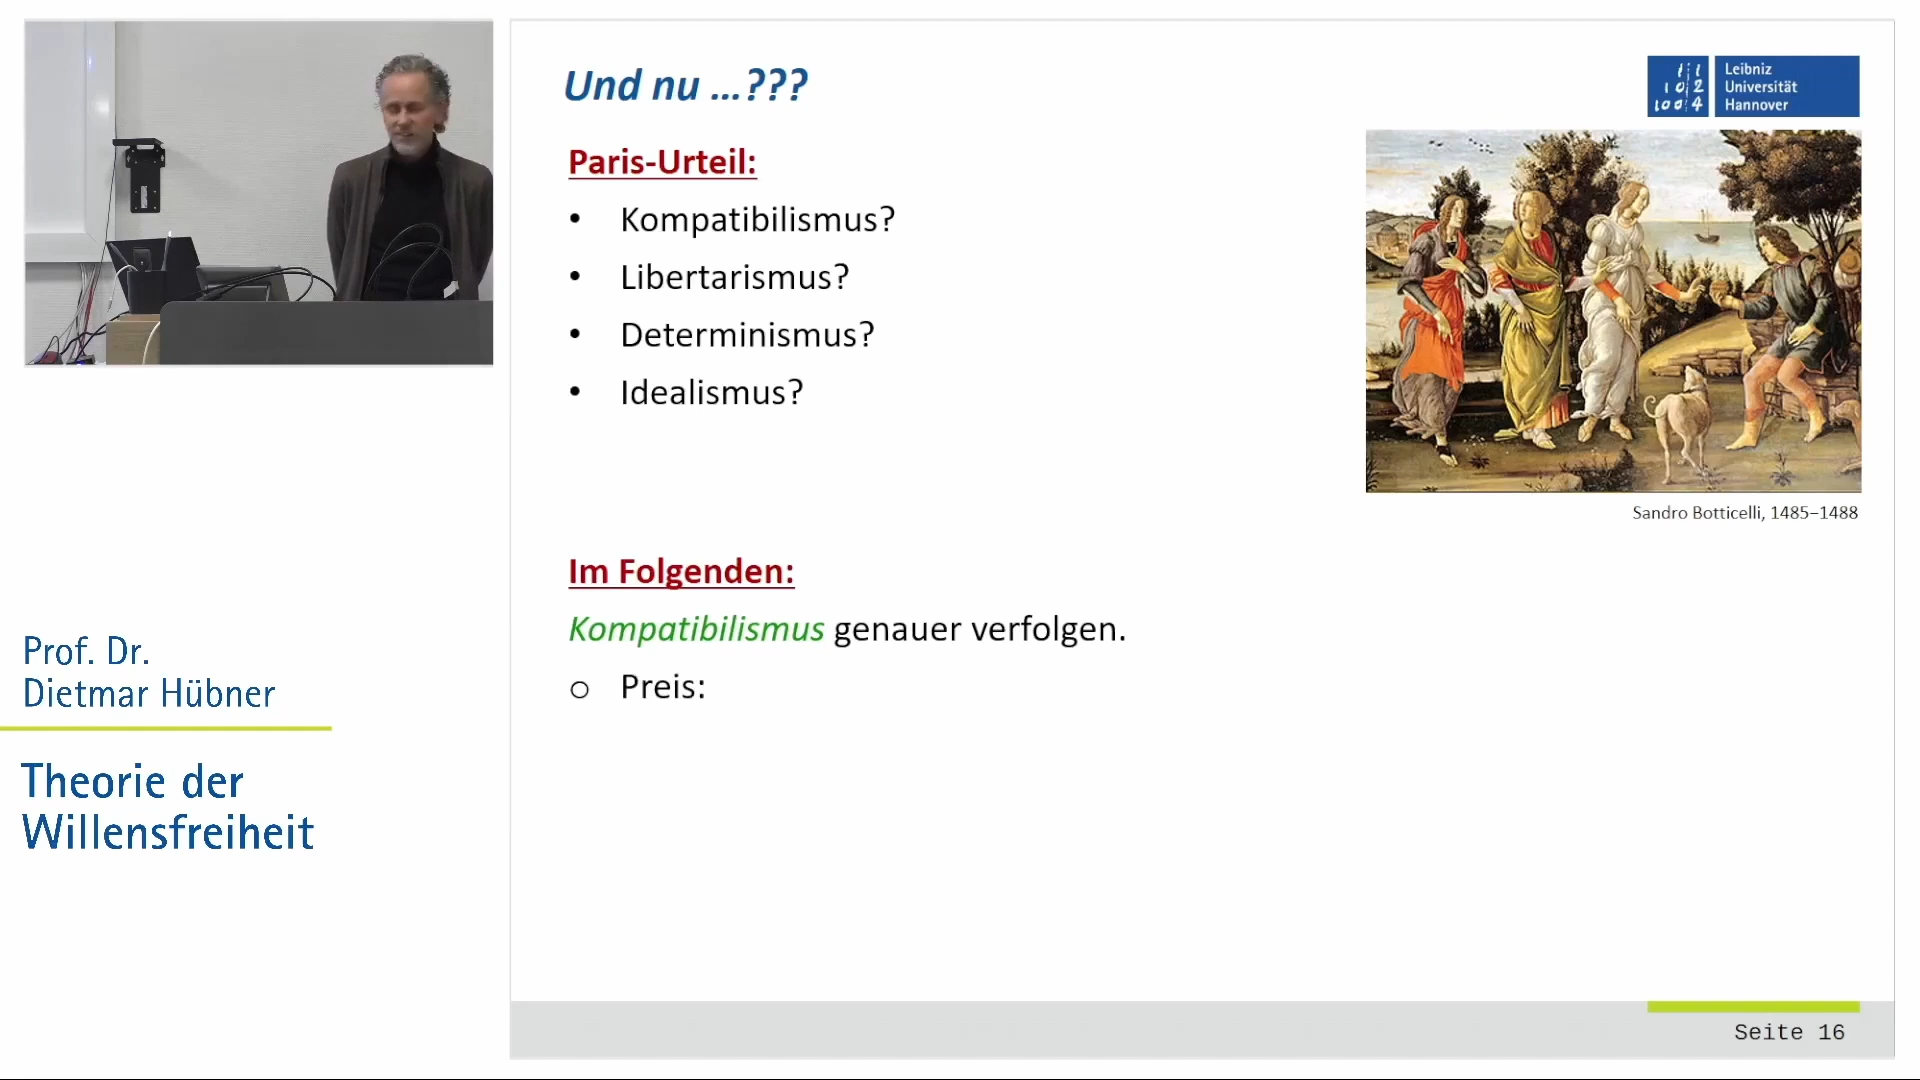 Und nu ...???
Leibniz
Universität
Hannover
Paris-Urteil:
• Kompatibilismus?
• Libertarismus?
• Determinismus?
• Idealismus?
Sandro Botticelli, 1485–1488
Im Folgenden:
Kompatibilismus genauer verfolgen.
o Preis:
Prof. Dr.
Dietmar Hübner
Theorie der
Willensfreiheit
Seite 16